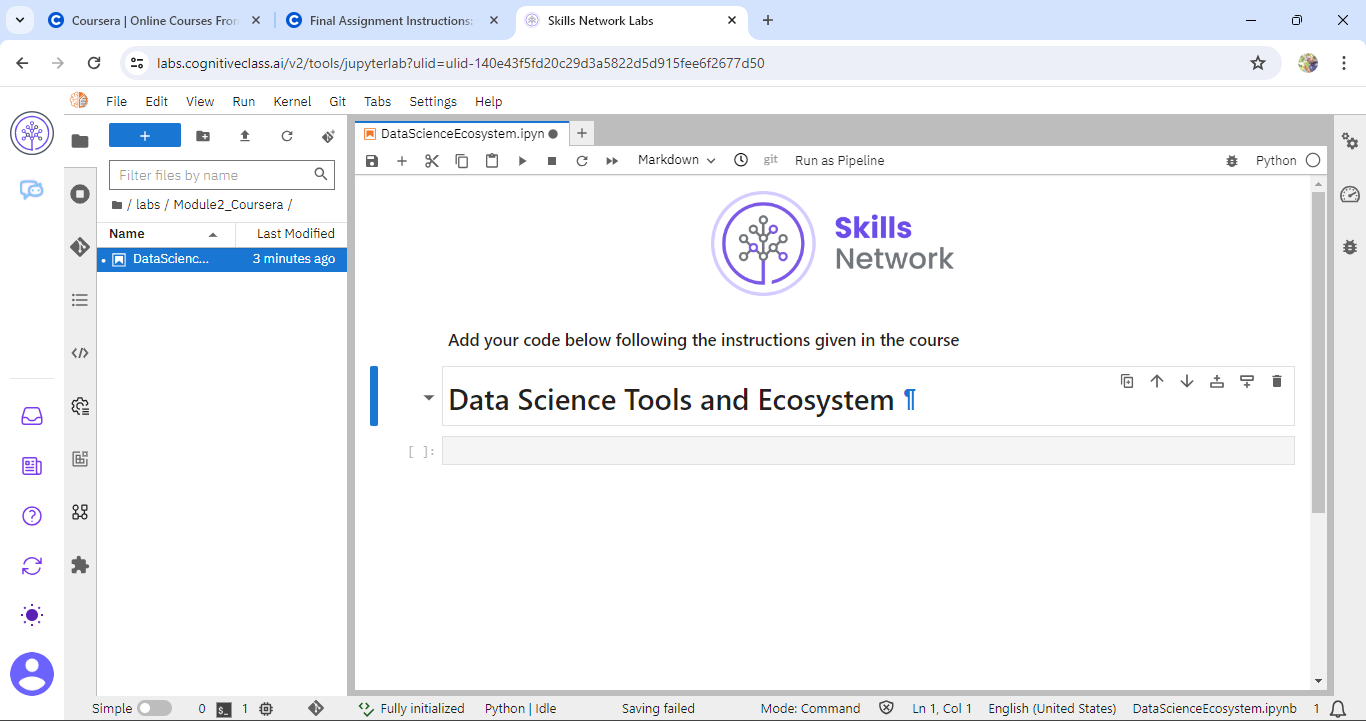 Coursera | Online Courses Fron
Final Assignment Instructions:
Skills Network Labs
labs.cognitiveclass.ai/v2/tools/jupyterlab?ulid=ulid-140e43f5fd20c29d3a5822d5d915fee6f2677d50
File Edit View Run Kernel Git Tabs Settings Help
Filter files by name
/ labs / Module2_Coursera /
Name Last Modified
DataScienc... 3 minutes ago
DataScienceEcosystem.ipyn
Markdown git Run as Pipeline Python
Skills
Network
Add your code below following the instructions given in the course
Data Science Tools and Ecosystem ¶
[ ]:
Simple 0 $_ 1 Fully initialized Python | Idle Saving failed Mode: Command Ln 1, Col 1 English (United States) DataScienceEcosystem.ipynb 1